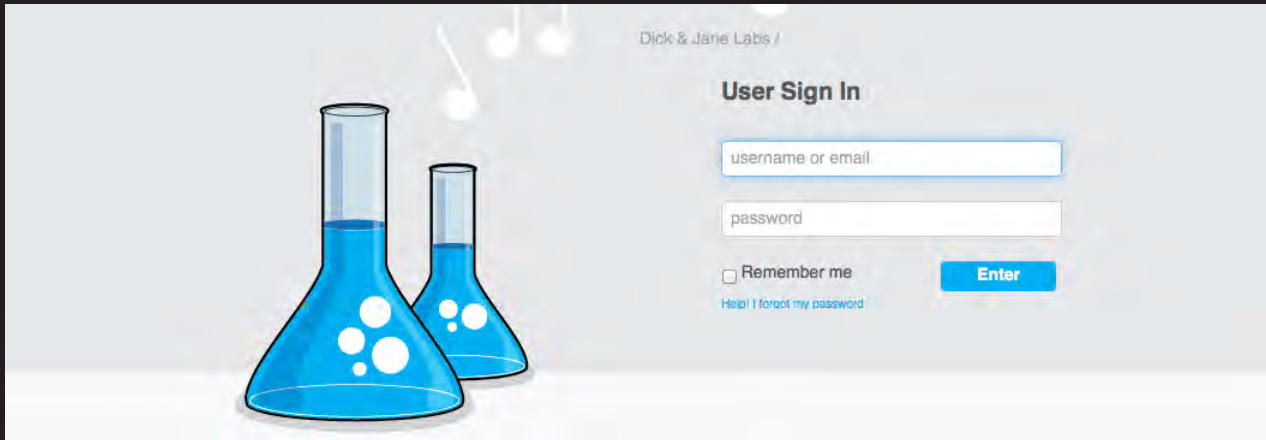 Dick & Jane Labs /
User Sign In
username or email
password
Remember me
Enter
Help! I forgot my password